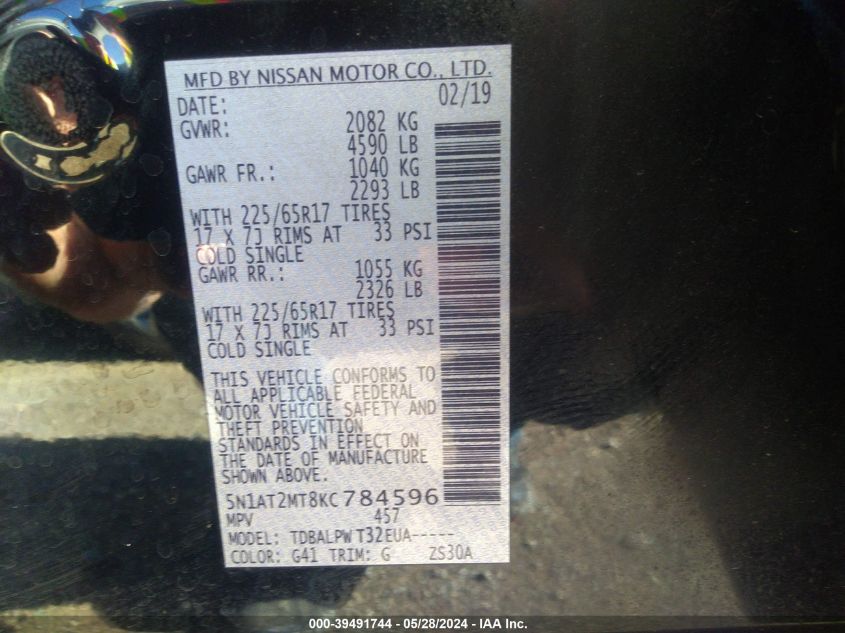 MFD BY NISSAN MOTOR CO., LTD.
DATE: 02/19
GVWR: 2082 KG
4590 LB
GAWR FR.: 1040 KG
2293 LB
WITH 225/65R17 TIRES
17 X 7J RIMS AT 33 PSI
COLD SINGLE
GAWR RR.: 1055 KG
2326 LB
WITH 225/65R17 TIRES
17 X 7J RIMS AT 33 PSI
COLD SINGLE
THIS VEHICLE CONFORMS TO
ALL APPLICABLE FEDERAL
MOTOR VEHICLE SAFETY AND
THEFT PREVENTION
STANDARDS IN EFFECT ON
THE DATE OF MANUFACTURE
SHOWN ABOVE.
5N1AT2MT8KC784596
MPV 457
MODEL: TDBALPW T32EUA-----
COLOR: G41 TRIM: G ZS30A
000-39491744 - 05/28/2024 - IAA Inc.